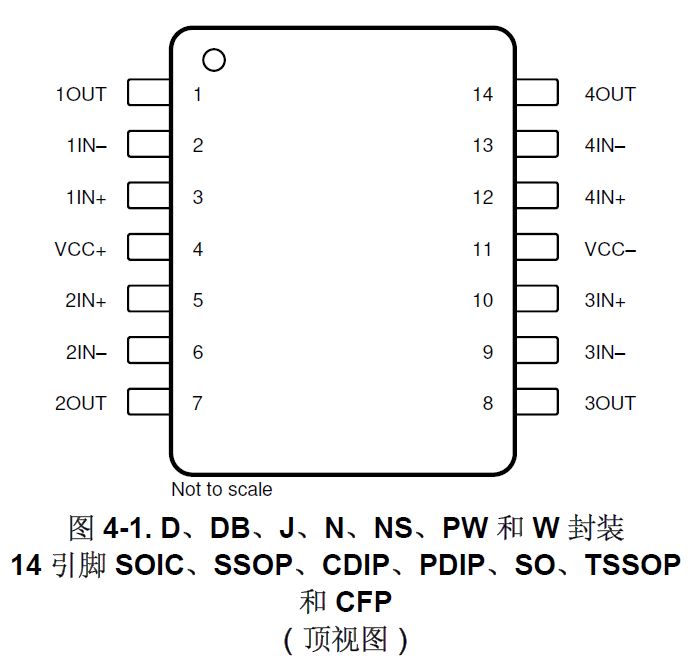 1OUT 1 14 4OUT
1IN– 2 13 4IN–
1IN+ 3 12 4IN+
VCC+ 4 11 VCC–
2IN+ 5 10 3IN+
2IN– 6 9 3IN–
2OUT 7 8 3OUT
Not to scale
图 4-1. D、DB、J、N、NS、PW 和 W 封装
14 引脚 SOIC、SSOP、CDIP、PDIP、SO、TSSOP
和 CFP
（顶视图）